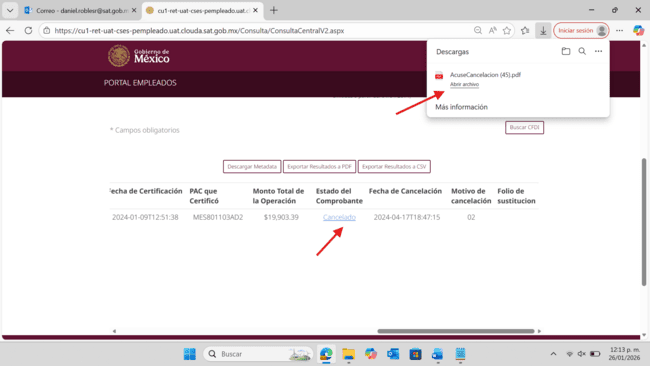 Correo - daniel.roblesr@sat.gob.m
cu1-ret-uat-cses-pempleado.uat.c
https://cu1-ret-uat-cses-pempleado.uat.clouda.sat.gob.mx/Consulta/ConsultaCentralV2.aspx
Iniciar sesión
Gobierno de
México
PORTAL EMPLEADOS
Descargas
AcuseCancelacion (45).pdf
Abrir archivo
Más información
* Campos obligatorios
Buscar CFDI
Descargar Metadata
Exportar Resultados a PDF
Exportar Resultados a CSV
Fecha de Certificación
PAC que
Certificó
Monto Total de
la Operación
Estado del
Comprobante
Fecha de Cancelación
Motivo de
cancelación
Folio de
sustitucion
2024-01-09T12:51:38
MES801103AD2
$19,903.39
Cancelado
2024-04-17T18:47:15
02
Buscar
12:13 p. m.
26/01/2026